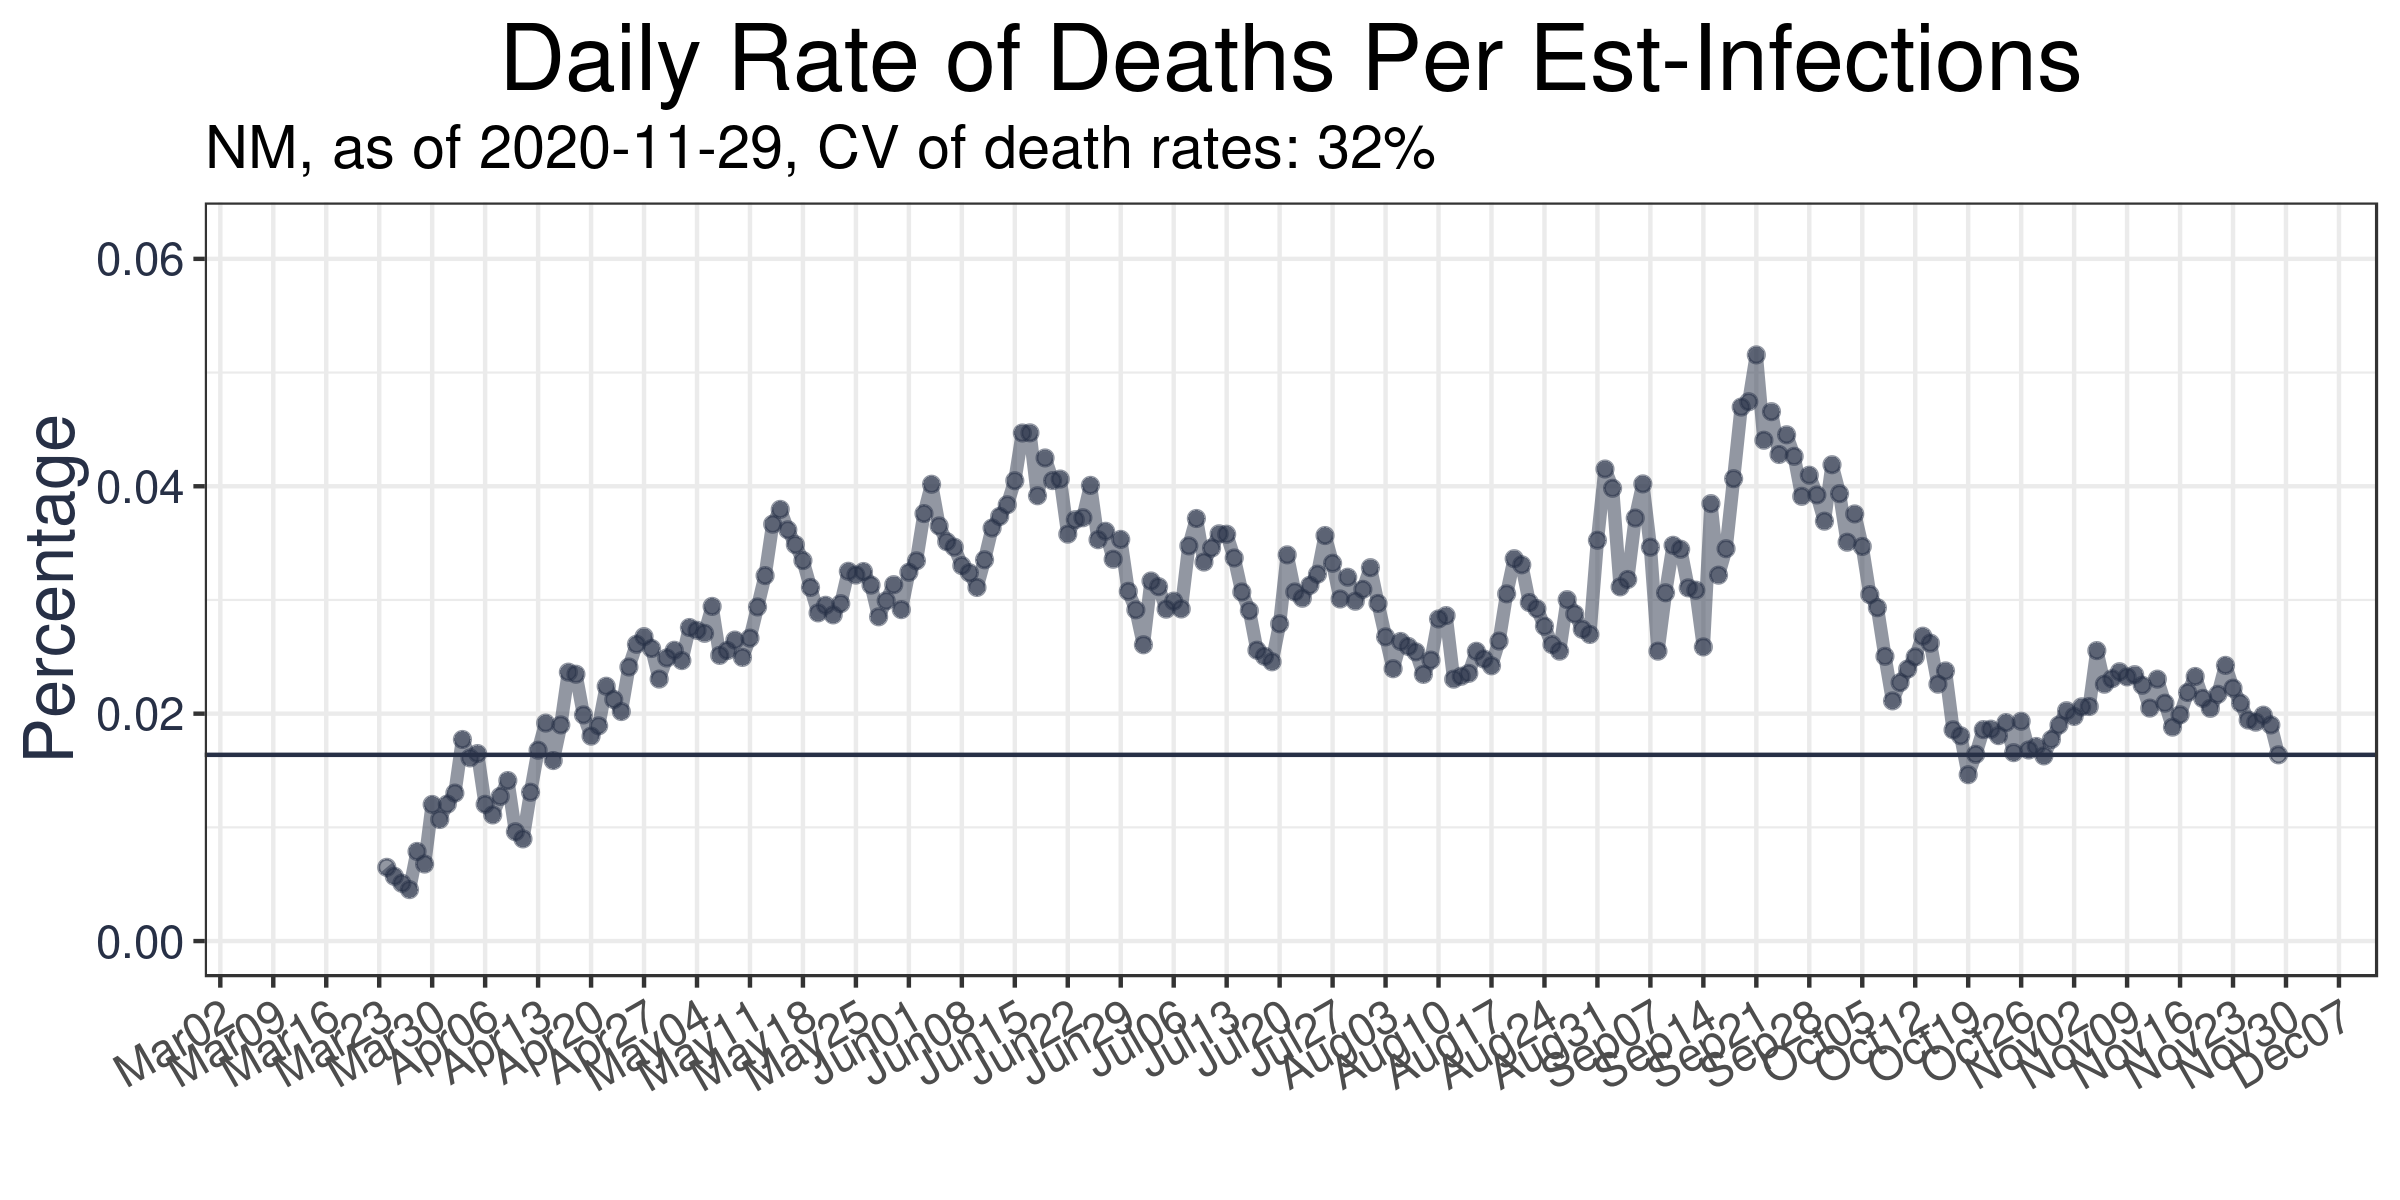 Daily Rate of Deaths Per Est-Infections
NM, as of 2020-11-29, CV of death rates: 32%
Percentage
0.06
0.04
0.02
0.00
Mar02
Mar09
Mar16
Mar23
Mar30
Apr06
Apr13
Apr20
Apr27
May04
May11
May18
May25
Jun01
Jun08
Jun15
Jun22
Jun29
Jul06
Jul13
Jul20
Jul27
Aug03
Aug10
Aug17
Aug24
Aug31
Sep07
Sep14
Sep21
Sep28
Oct05
Oct12
Oct19
Oct26
Nov02
Nov09
Nov16
Nov23
Nov30
Dec07